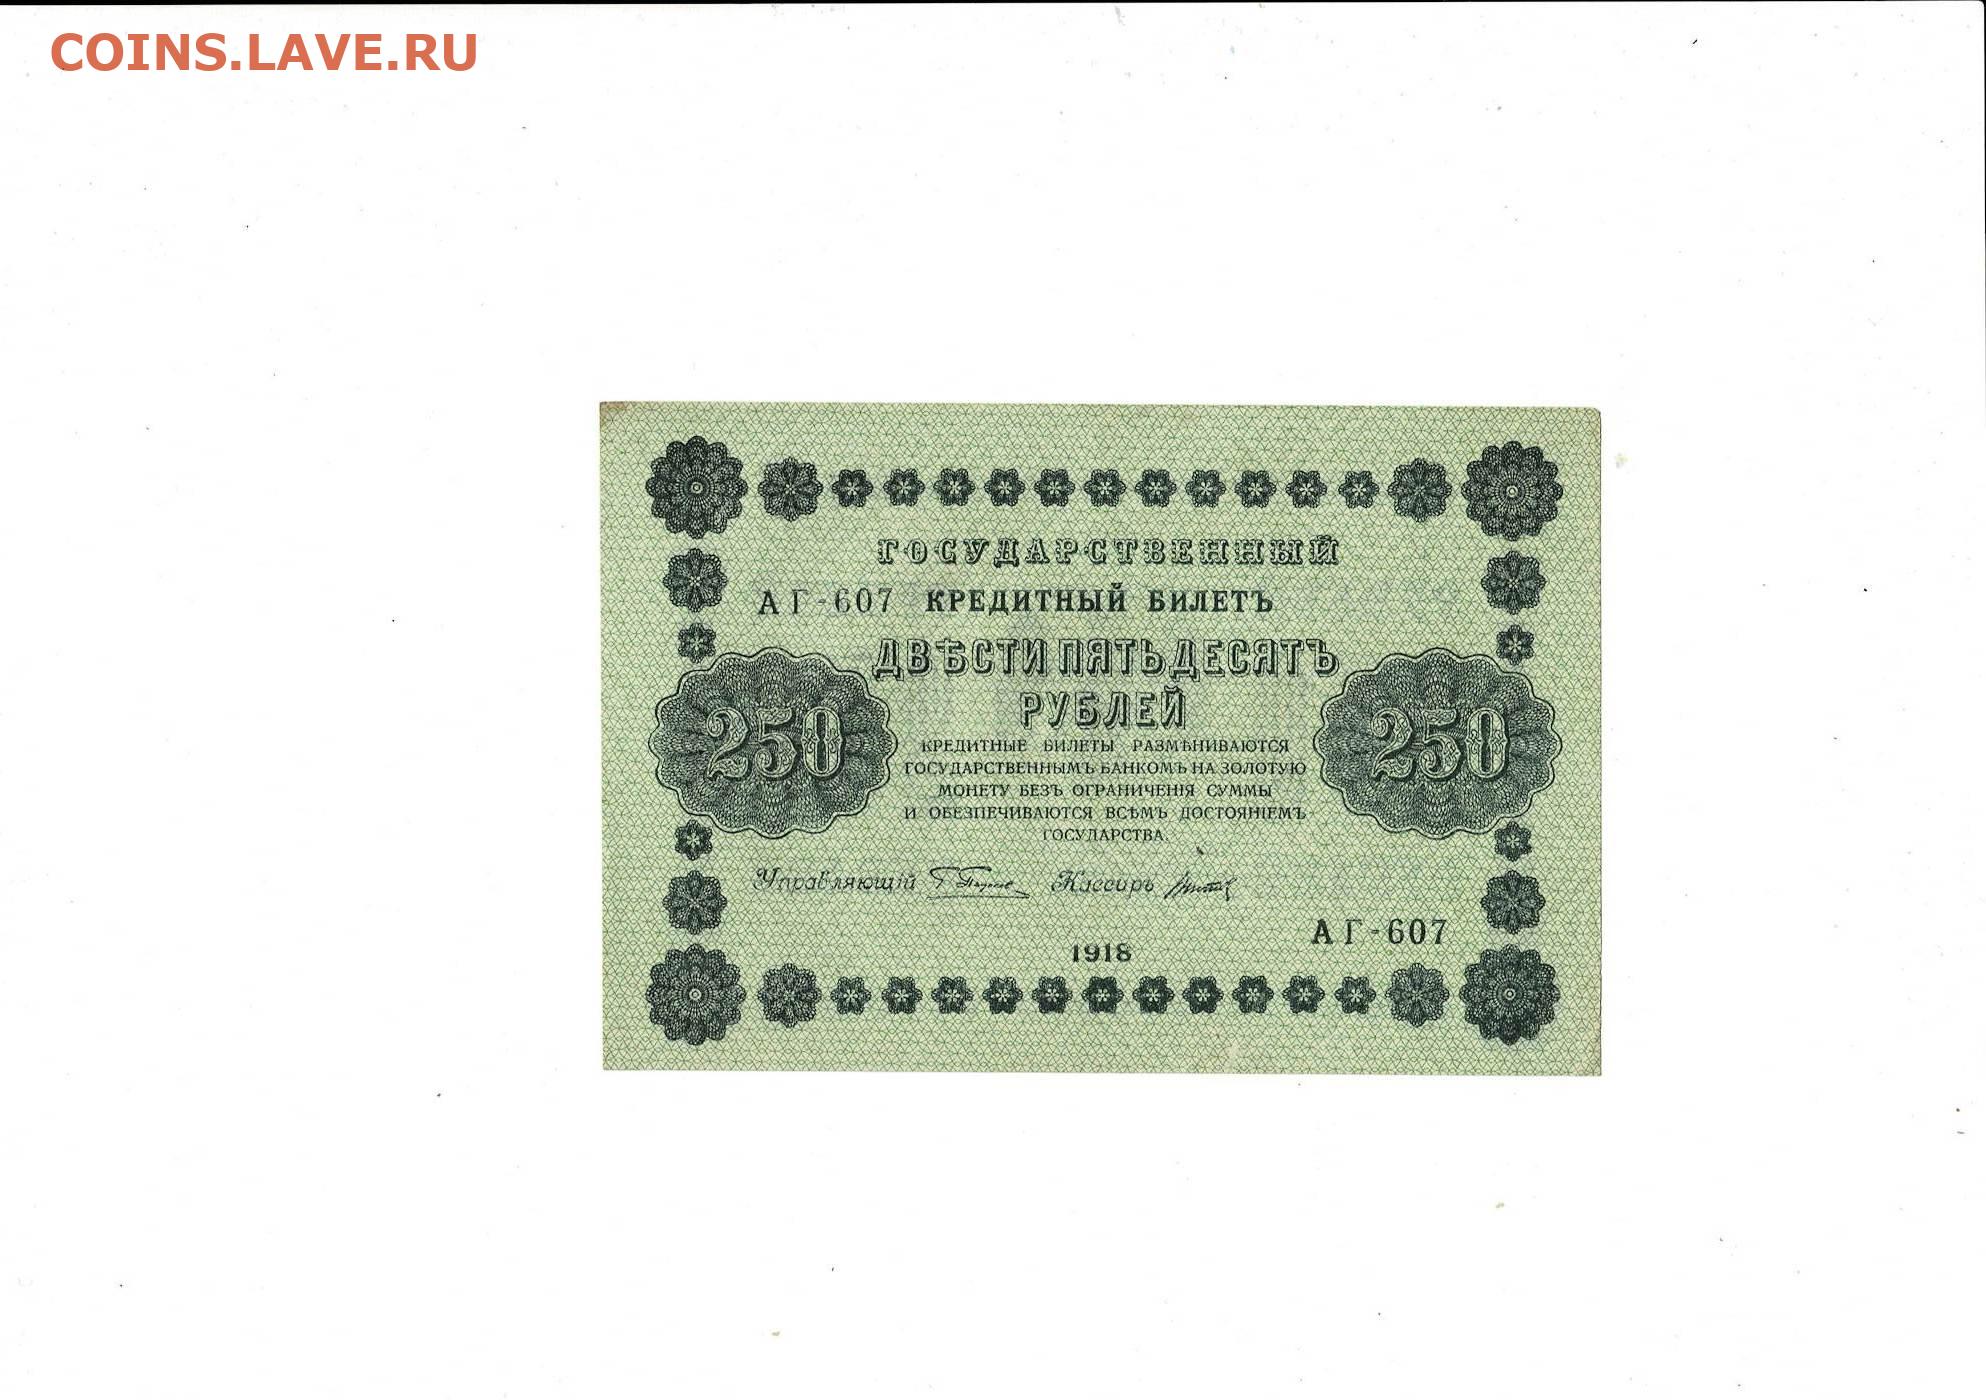 COINS.LAVE.RU
ГОСУДАРСТВЕННЫЙ
АГ-607 КРЕДИТНЫЙ БИЛЕТЪ
ДВѢСТИ ПЯТЬДЕСЯТЪ
РУБЛЕЙ
250
250
КРЕДИТНЫЕ БИЛЕТЫ РАЗМѢНИВАЮТСЯ
ГОСУДАРСТВЕННЫМЪ БАНКОМЪ НА ЗОЛОТУЮ
МОНЕТУ БЕЗЪ ОГРАНИЧЕНІЯ СУММЫ
И ОБЕЗПЕЧИВАЮТСЯ ВСѢМЪ ДОСТОЯНІЕМЪ
ГОСУДАРСТВА.
Управляющій Кассиръ
АГ-607
1918